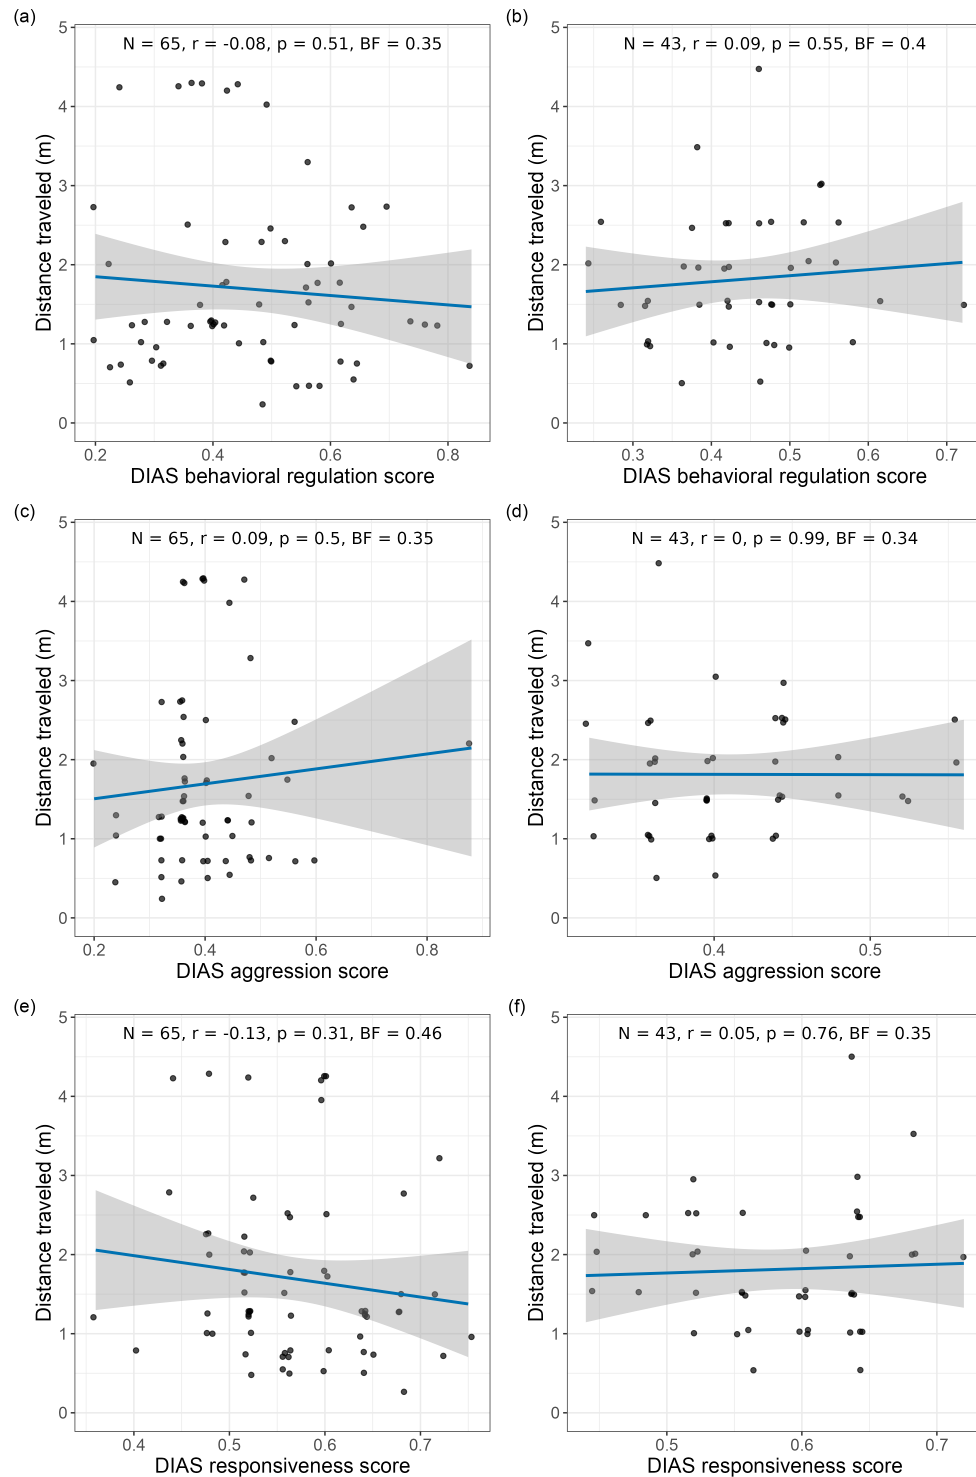 (a)
N = 65, r = -0.08, p = 0.51, BF = 0.35
Distance traveled (m)
5
4
3
2
1
0
0.2 0.4 0.6 0.8
DIAS behavioral regulation score
(b)
N = 43, r = 0.09, p = 0.55, BF = 0.4
Distance traveled (m)
5
4
3
2
1
0
0.3 0.4 0.5 0.6 0.7
DIAS behavioral regulation score
(c)
N = 65, r = 0.09, p = 0.5, BF = 0.35
Distance traveled (m)
5
4
3
2
1
0
0.2 0.4 0.6 0.8
DIAS aggression score
(d)
N = 43, r = 0, p = 0.99, BF = 0.34
Distance traveled (m)
5
4
3
2
1
0
0.4 0.5
DIAS aggression score
(e)
N = 65, r = -0.13, p = 0.31, BF = 0.46
Distance traveled (m)
5
4
3
2
1
0
0.4 0.5 0.6 0.7
DIAS responsiveness score
(f)
N = 43, r = 0.05, p = 0.76, BF = 0.35
Distance traveled (m)
5
4
3
2
1
0
0.5 0.6 0.7
DIAS responsiveness score